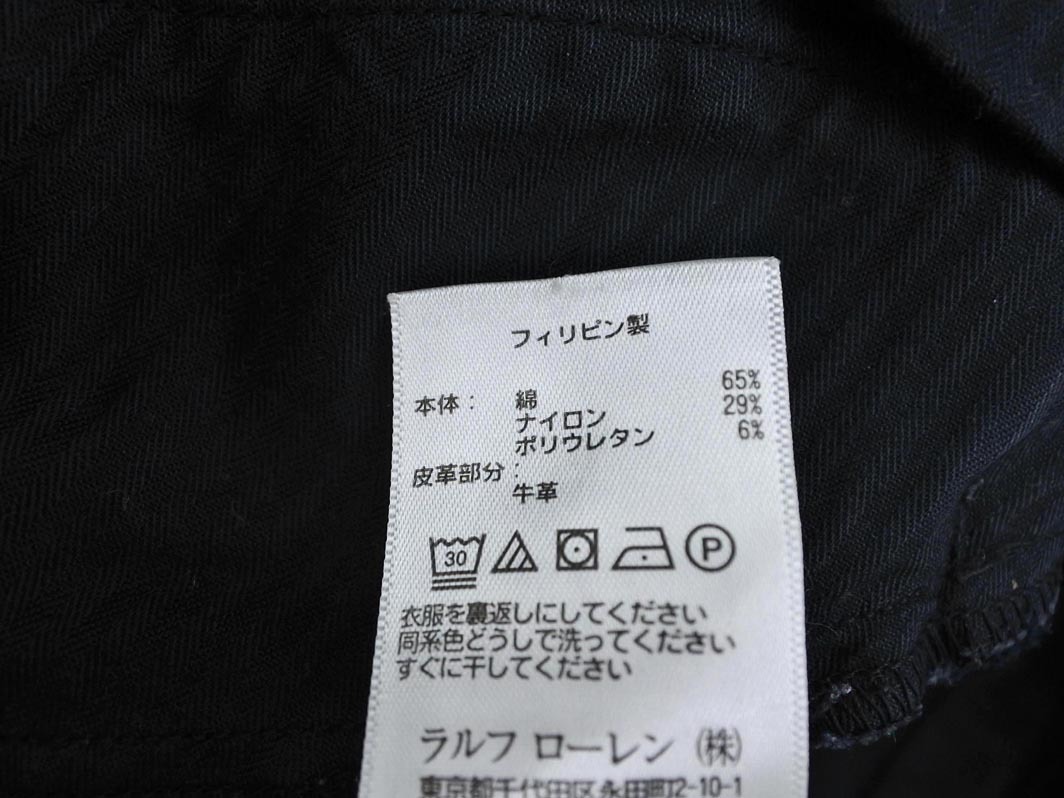 フィリピン製
本体: 綿 65%
ナイロン 29%
ポリウレタン 6%
皮革部分:
牛革
30 P
衣服を裏返しにしてください
同系色どうしで洗ってください
すぐに干してください
ラルフ ローレン (株)
東京都千代田区永田町2-10-1